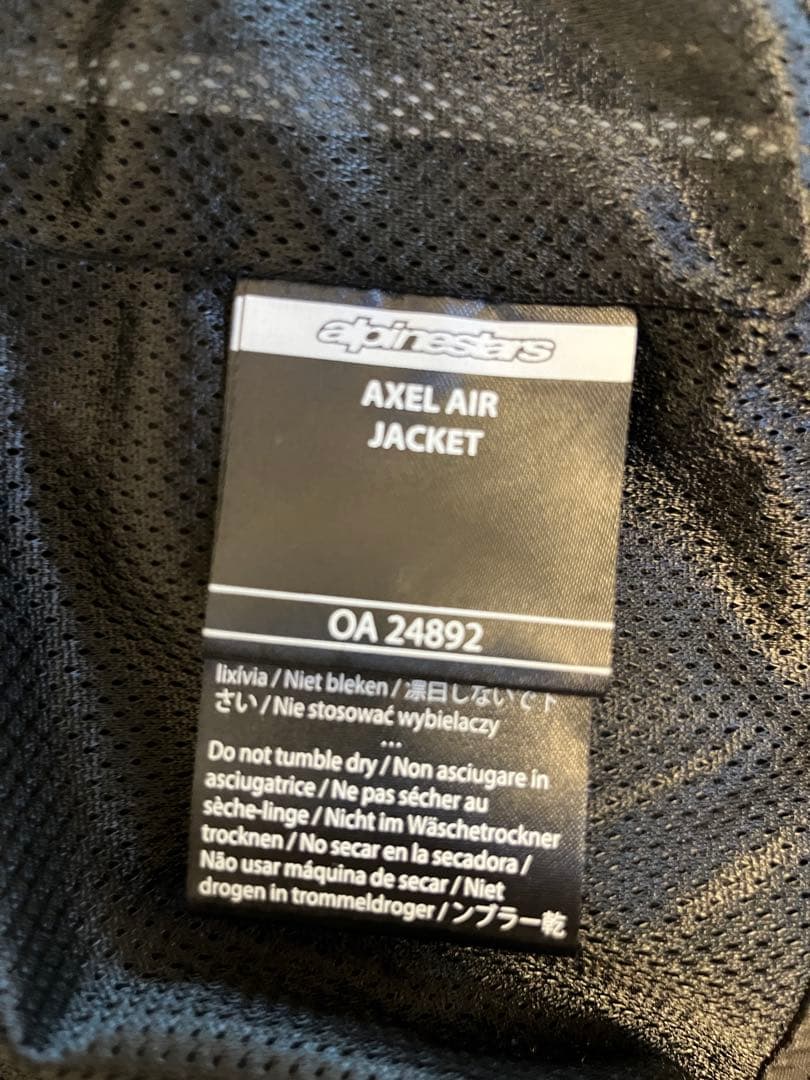 alpinestars
AXEL AIR
JACKET
OA 24892
lixívia / Niet bleken / 漂白しないで下
さい / Nie stosować wybielaczy
...
Do not tumble dry / Non asciugare in
asciugatrice / Ne pas sécher au
sèche-linge / Nicht im Wäschetrockner
trocknen / No secar en la secadora /
Não usar máquina de secar / Niet
drogen in trommeldroger / ンブラー乾